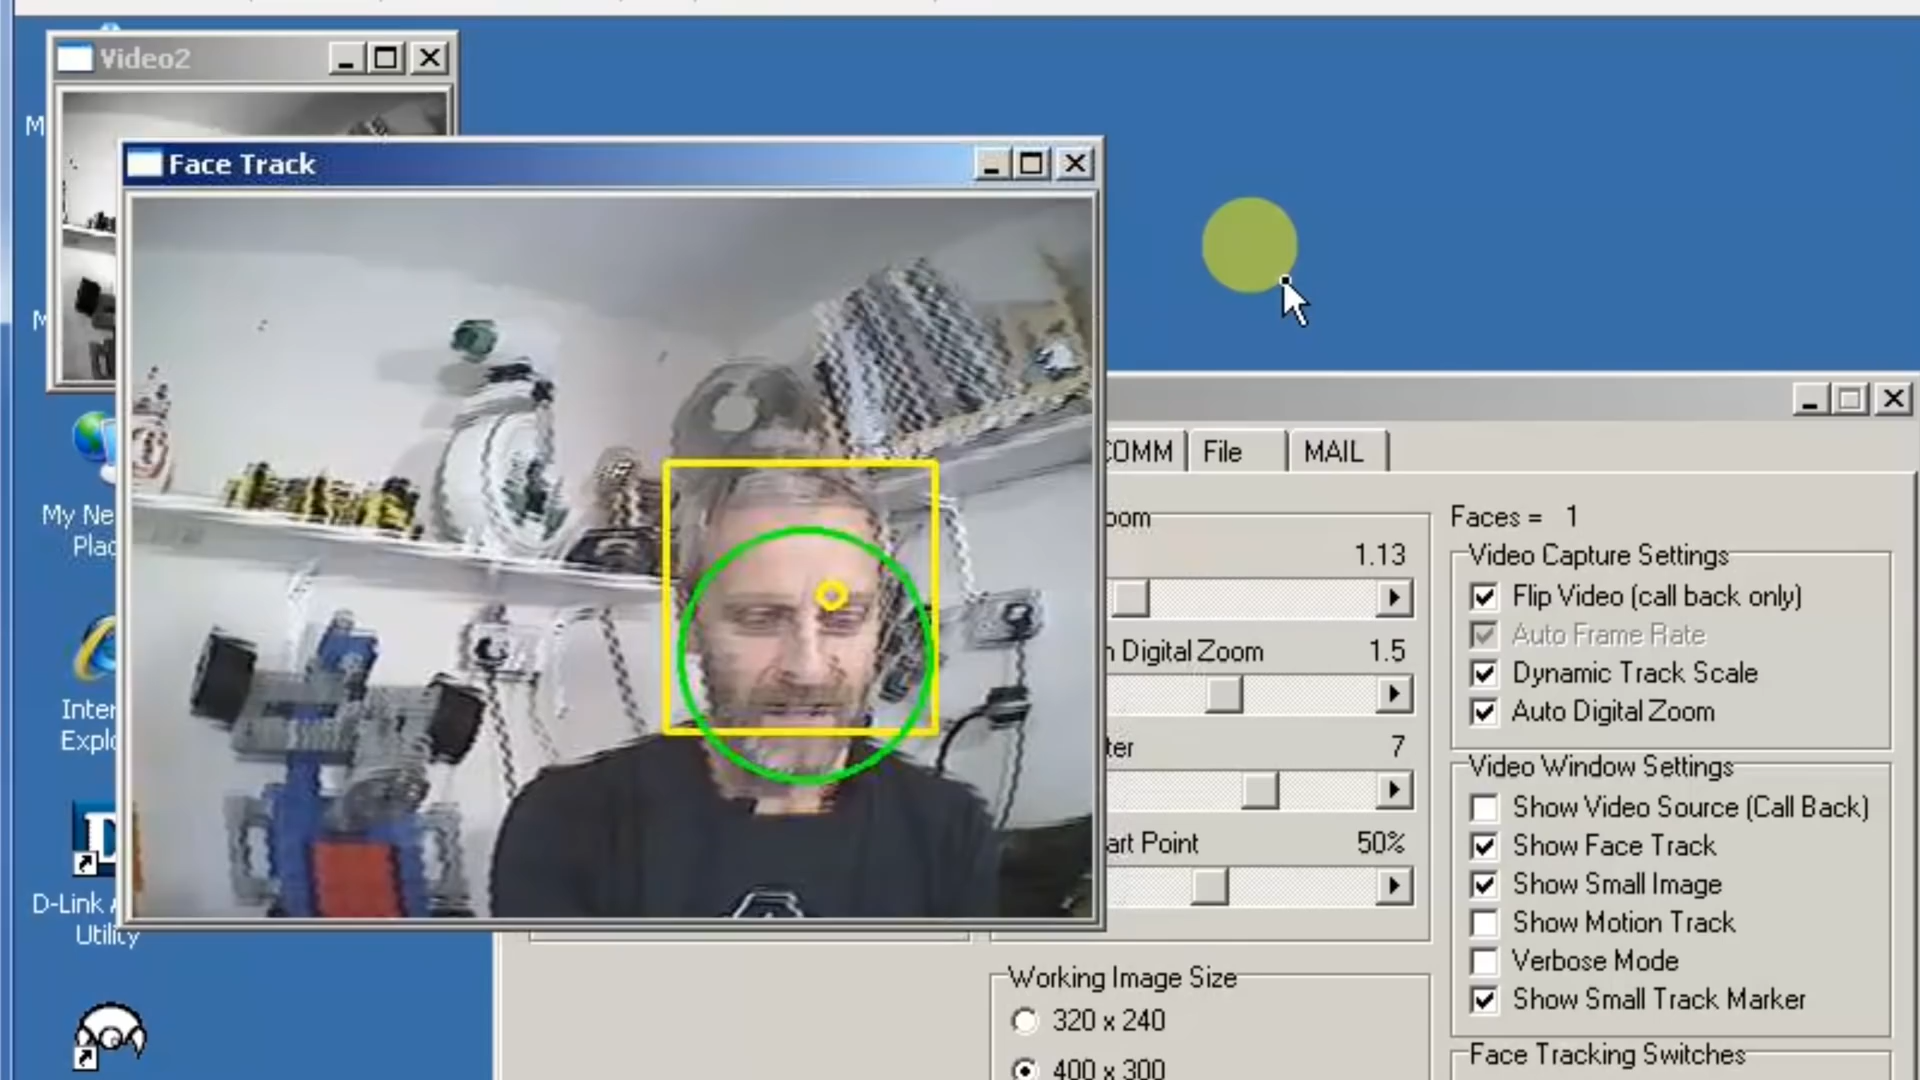 Video2
M
Face Track
M
COMM
File
MAIL
oom
1.13
Digital Zoom
1.5
ter
7
art Point
50%
Faces = 1
Video Capture Settings
Flip Video (call back only)
Auto Frame Rate
Dynamic Track Scale
Auto Digital Zoom
Video Window Settings
Show Video Source (Call Back)
Show Face Track
Show Small Image
Show Motion Track
Verbose Mode
Show Small Track Marker
Face Tracking Switches
My Ne
Plac
Inter
Explo
D
D-Link
Utility
Working Image Size
320 x 240
400 x 300